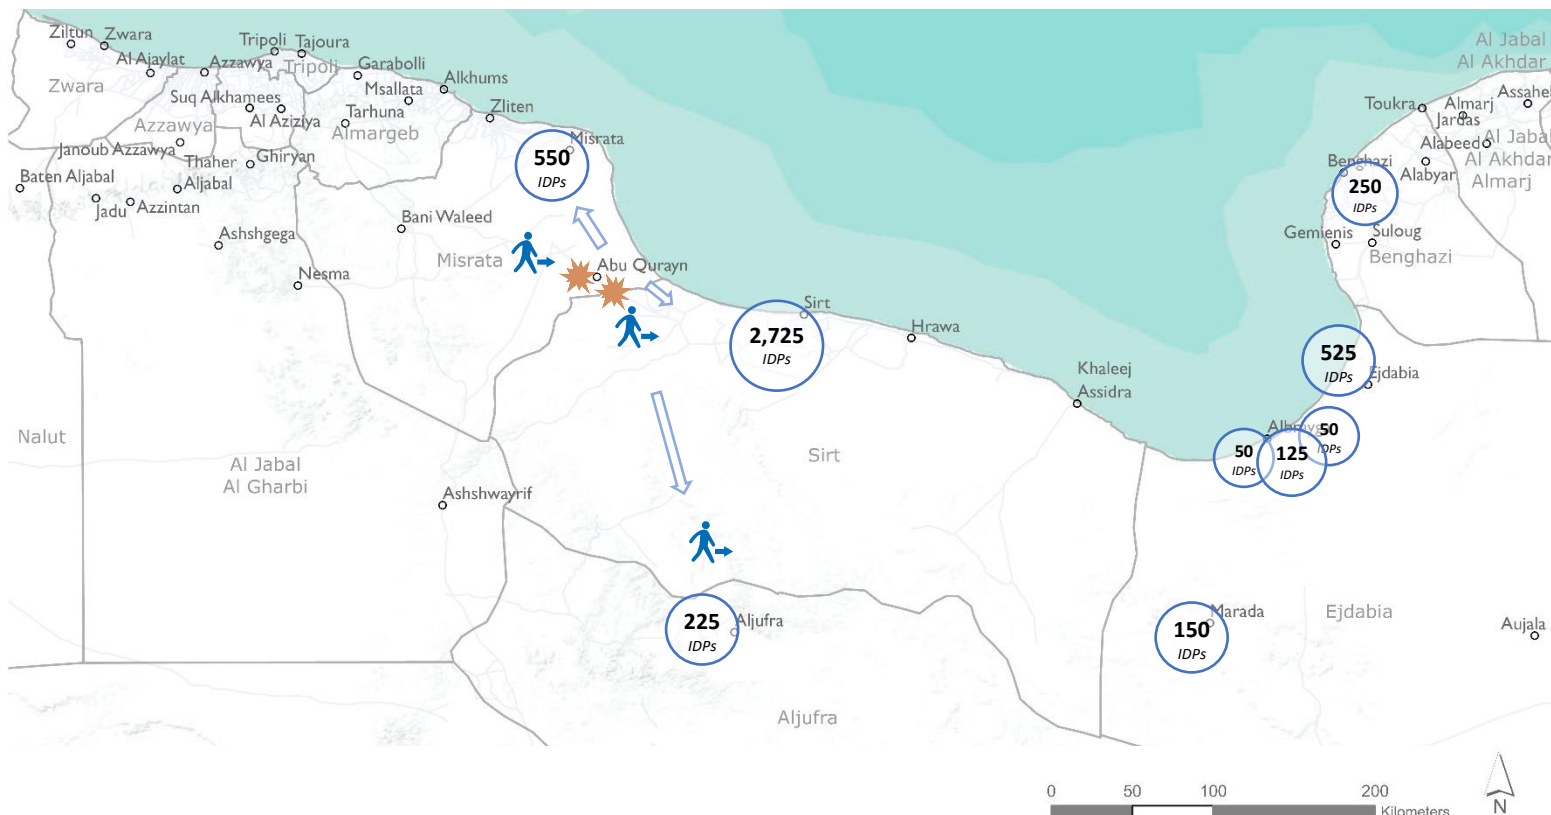 Ziltun
Zwara
Tripoli
Tajoura
Al Ajaylat
Azzawya
Tripoli
Garabolli
Alkhums
Zwara
Msallata
Suq Alkhamees
Zliten
Al Aziziya
Tarhuna
Azzawya
Almargeb
Janoub Azzawya
Thaher
Aljabal
Ghiryan
Baten Aljabal
Jadu
Azzintan
Misrata
550
IDPs
Bani Waleed
Ashshgega
Misrata
Abu Qurayn
Nesma
Sirt
2,725
IDPs
Hrawa
Khaleej
Assidra
Al Jabal
Al Akhdar
Toukra
Almarj
Assahel
Jardas
Alabeed
Al Jabal
Al Akhdar
Benghazi
Alabyar
Almarj
250
IDPs
Gemienis
Suloug
Benghazi
525
IDPs
Ejdabia
50
IDPs
125
IDPs
50
IDPs
Nalut
Al Jabal
Al Gharbi
Sirt
Ashshwayrif
225
IDPs
Aljufra
Marada
150
IDPs
Ejdabia
Aujala
Aljufra
0
50
100
200
Kilometers
N